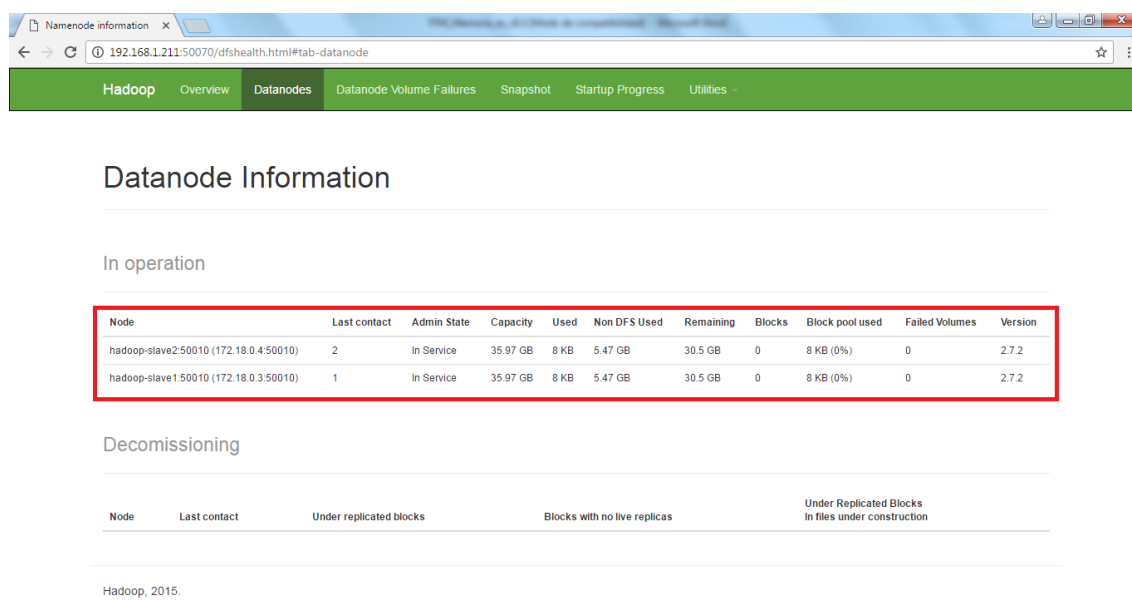 Namenode information
192.168.1.211:50070/dfshealth.html#tab-datanode
Hadoop Overview Datanodes Datanode Volume Failures Snapshot Startup Progress Utilities
Datanode Information
In operation
Node Last contact Admin State Capacity Used Non DFS Used Remaining Blocks Block pool used Failed Volumes Version
hadoop-slave2:50010 (172.18.0.4:50010) 2 In Service 35.97 GB 8 KB 5.47 GB 30.5 GB 0 8 KB (0%) 0 2.7.2
hadoop-slave1:50010 (172.18.0.3:50010) 1 In Service 35.97 GB 8 KB 5.47 GB 30.5 GB 0 8 KB (0%) 0 2.7.2
Decomissioning
Node Last contact Under replicated blocks Blocks with no live replicas Under Replicated Blocks
In files under construction
Hadoop, 2015.